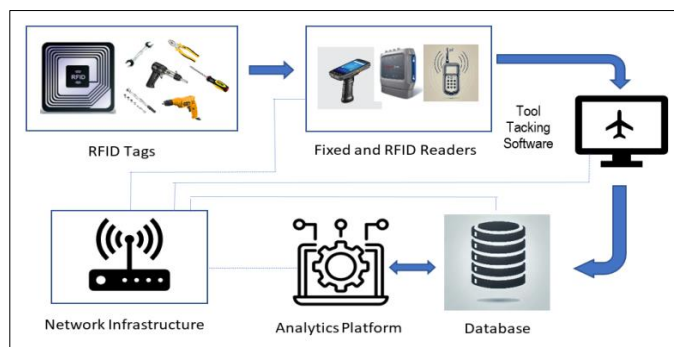 RFID
RFID Tags
Fixed and RFID Readers
Tool
Tacking
Software
Network Infrastructure
Analytics Platform
Database